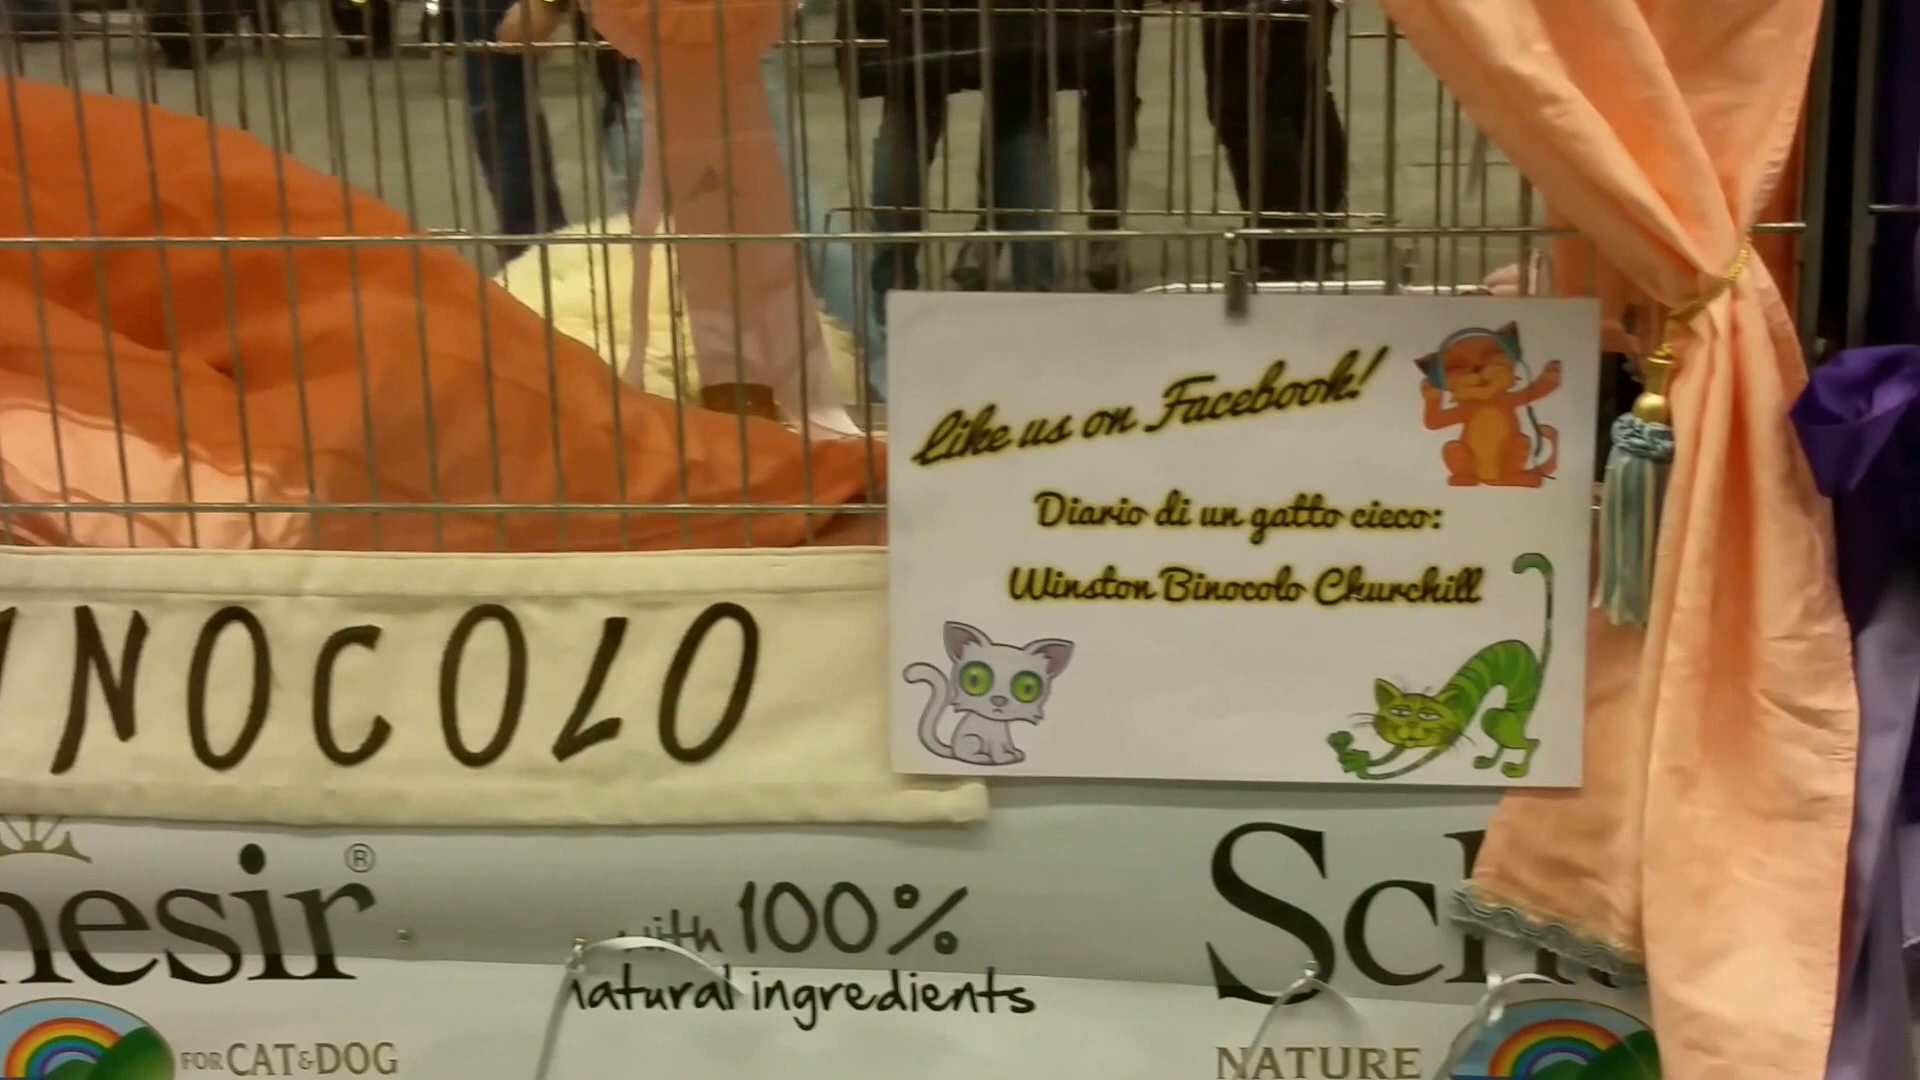 Like us on Facebook!
Diario di un gatto cieco:
Winston Binocolo Churchill
NOCOLO
nesir®
with 100%
natural ingredients
Sch
FOR CAT & DOG
NATURE